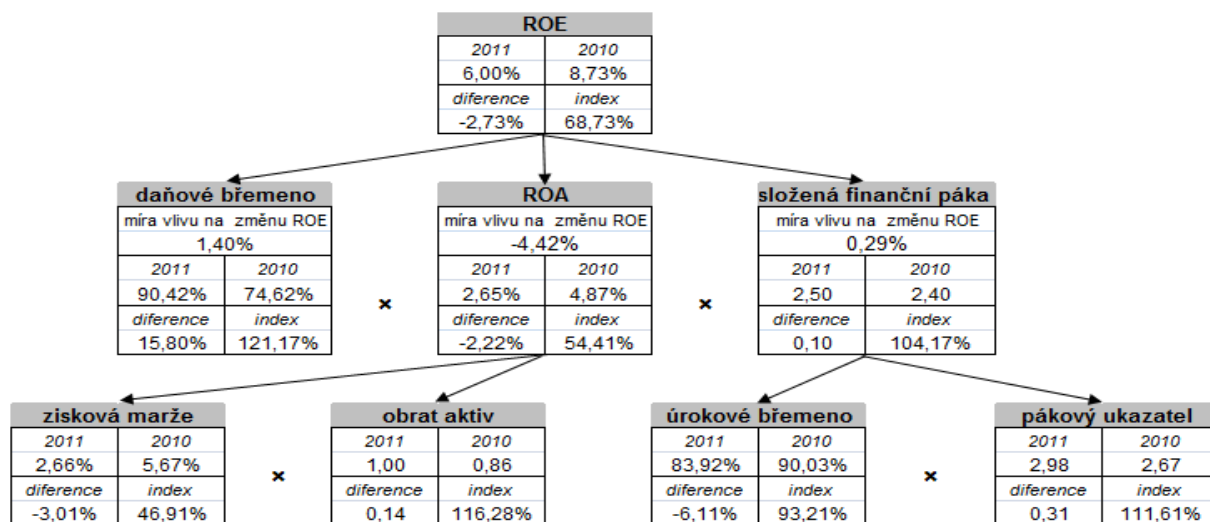 ROE
2011 2010
6,00% 8,73%
diference index
-2,73% 68,73%
daňové břemeno ROA složená finanční páka
míra vlivu na změnu ROE míra vlivu na změnu ROE míra vlivu na změnu ROE
1,40% -4,42% 0,29%
2011 2010 2011 2010 2011 2010
90,42% 74,62% × 2,65% 4,87% × 2,50 2,40
diference index diference index diference index
15,80% 121,17% -2,22% 54,41% 0,10 104,17%
zisková marže obrat aktiv úrokové břemeno pákový ukazatel
2011 2010 2011 2010 2011 2010 2011 2010
2,66% 5,67% × 1,00 0,86 83,92% 90,03% × 2,98 2,67
diference index diference index diference index diference index
-3,01% 46,91% 0,14 116,28% -6,11% 93,21% 0,31 111,61%